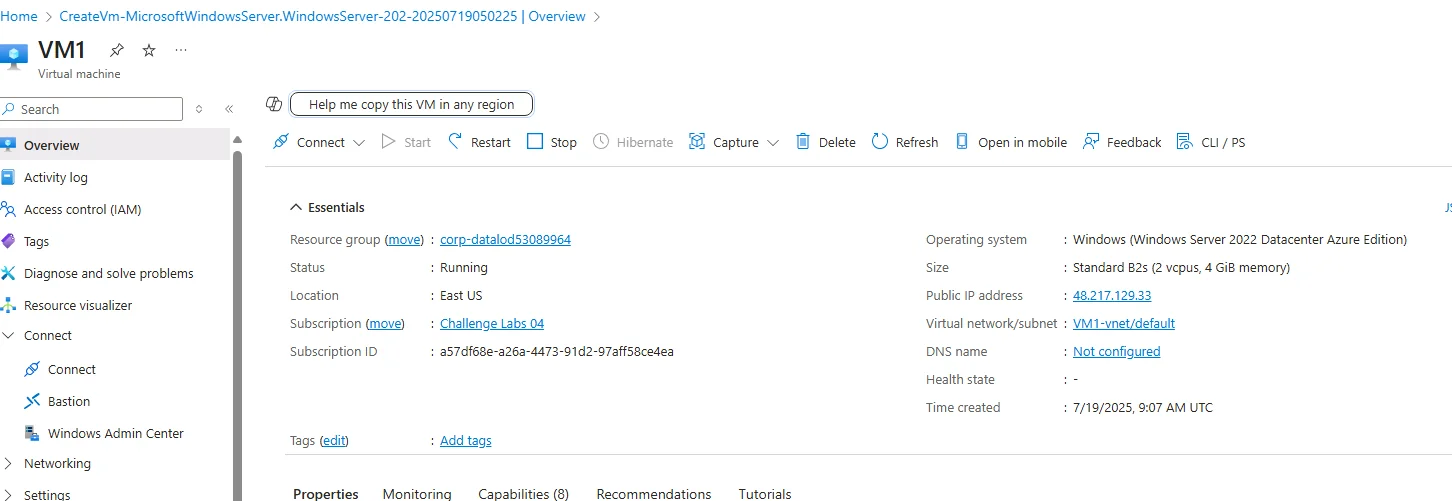 Home > CreateVm-MicrosoftWindowsServer.WindowsServer-202-20250719050225 | Overview >
VM1
Virtual machine
Search
Help me copy this VM in any region
Connect Start Restart Stop Hibernate Capture Delete Refresh Open in mobile Feedback CLI / PS
Overview
Activity log
Access control (IAM)
Tags
Diagnose and solve problems
Resource visualizer
Connect
Connect
Bastion
Windows Admin Center
Networking
Settings
Essentials
JS
Resource group (move) : corp-datalod53089964
Status : Running
Location : East US
Subscription (move) : Challenge Labs 04
Subscription ID : a57df68e-a26a-4473-91d2-97aff58ce4ea
Operating system : Windows (Windows Server 2022 Datacenter Azure Edition)
Size : Standard B2s (2 vcpus, 4 GiB memory)
Public IP address : 48.217.129.33
Virtual network/subnet : VM1-vnet/default
DNS name : Not configured
Health state : -
Time created : 7/19/2025, 9:07 AM UTC
Tags (edit) : Add tags
Properties Monitoring Capabilities (8) Recommendations Tutorials